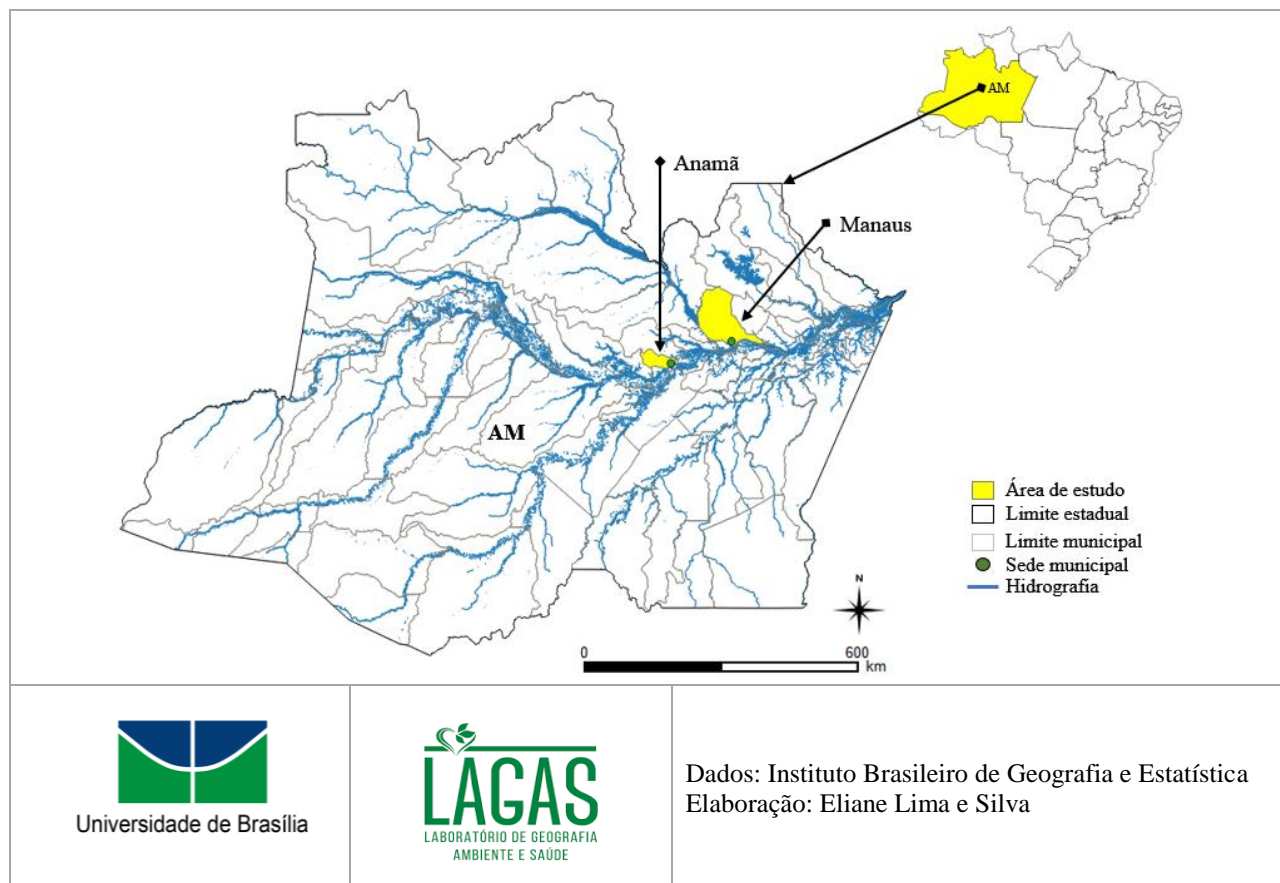 AM
Anamã
Manaus
AM
Área de estudo
Limite estadual
Limite municipal
Sede municipal
Hidrografia
N
0 600
km
Universidade de Brasília
LAGAS
LABORATÓRIO DE GEOGRAFIA
AMBIENTE E SAÚDE
Dados: Instituto Brasileiro de Geografia e Estatística
Elaboração: Eliane Lima e Silva